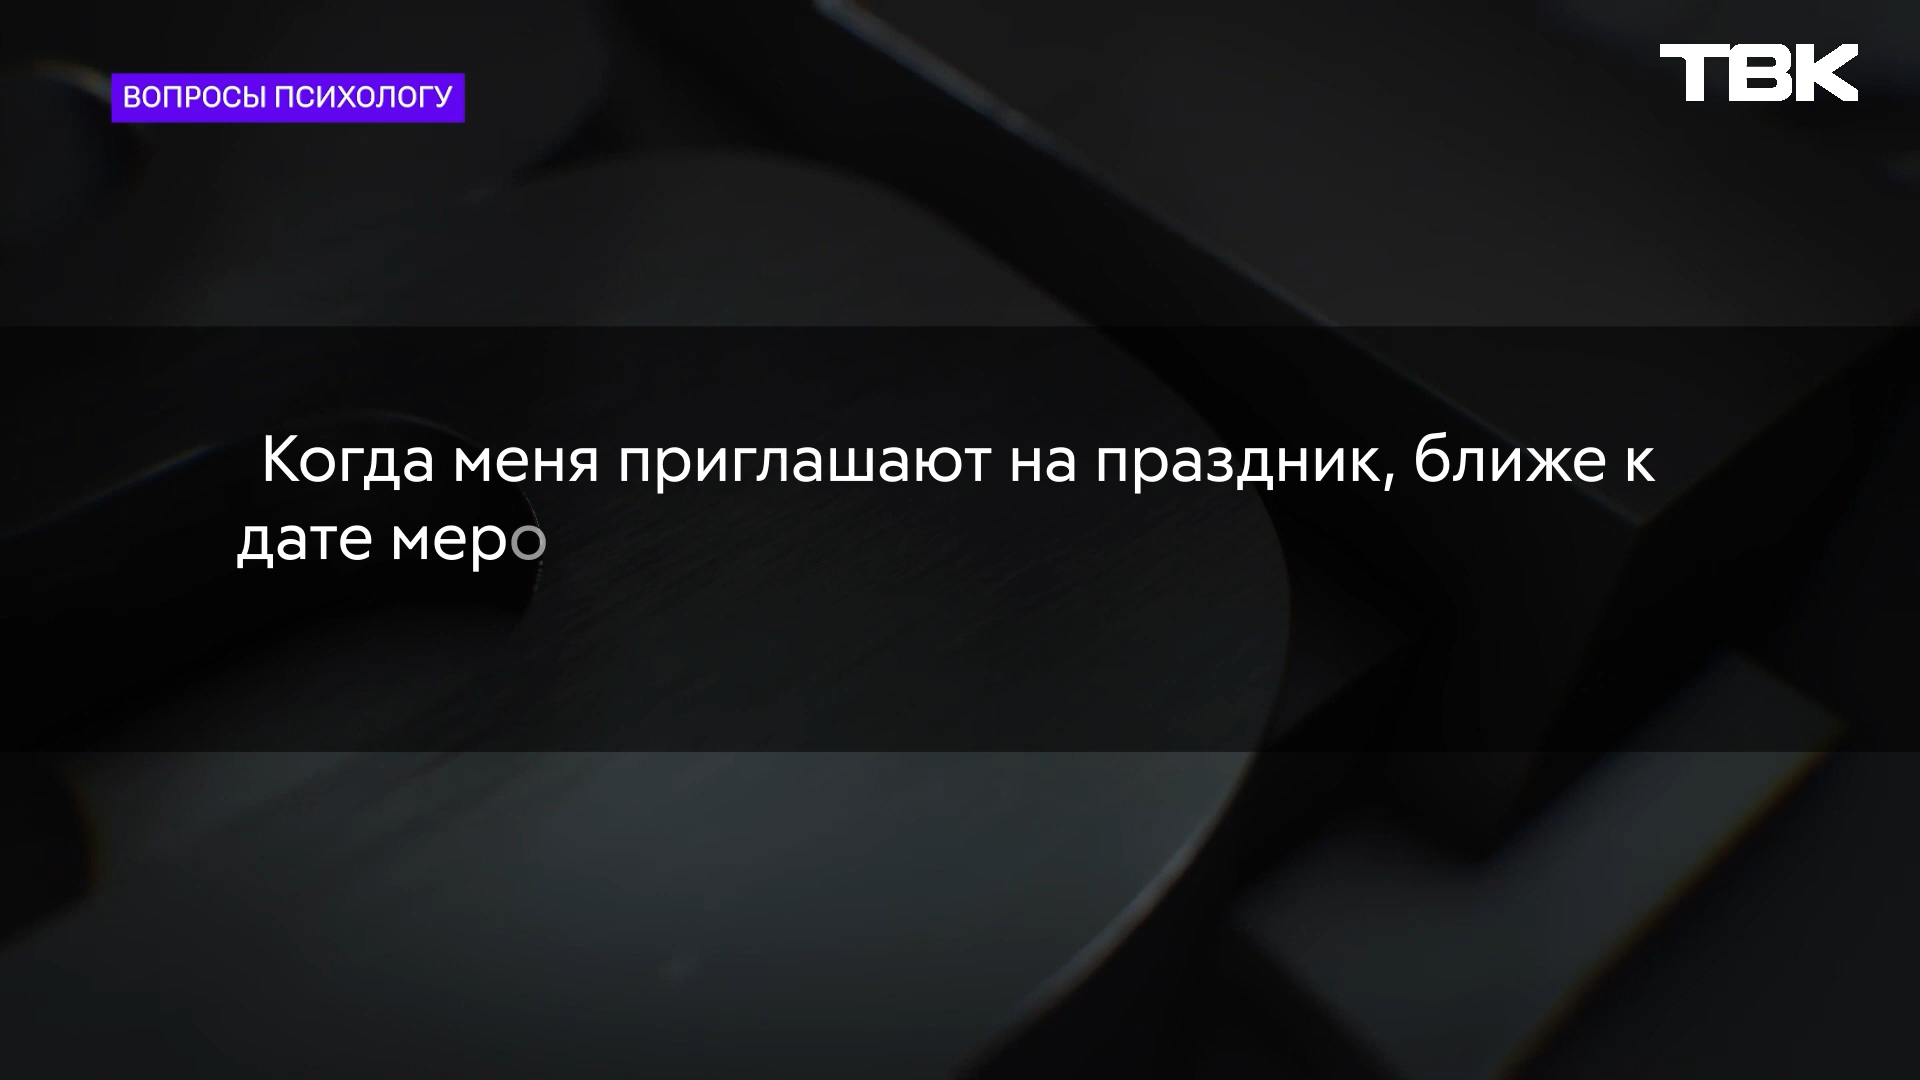 ВОПРОСЫ ПСИХОЛОГУ
ТВК
Когда меня приглашают на праздник, ближе к
дате меро